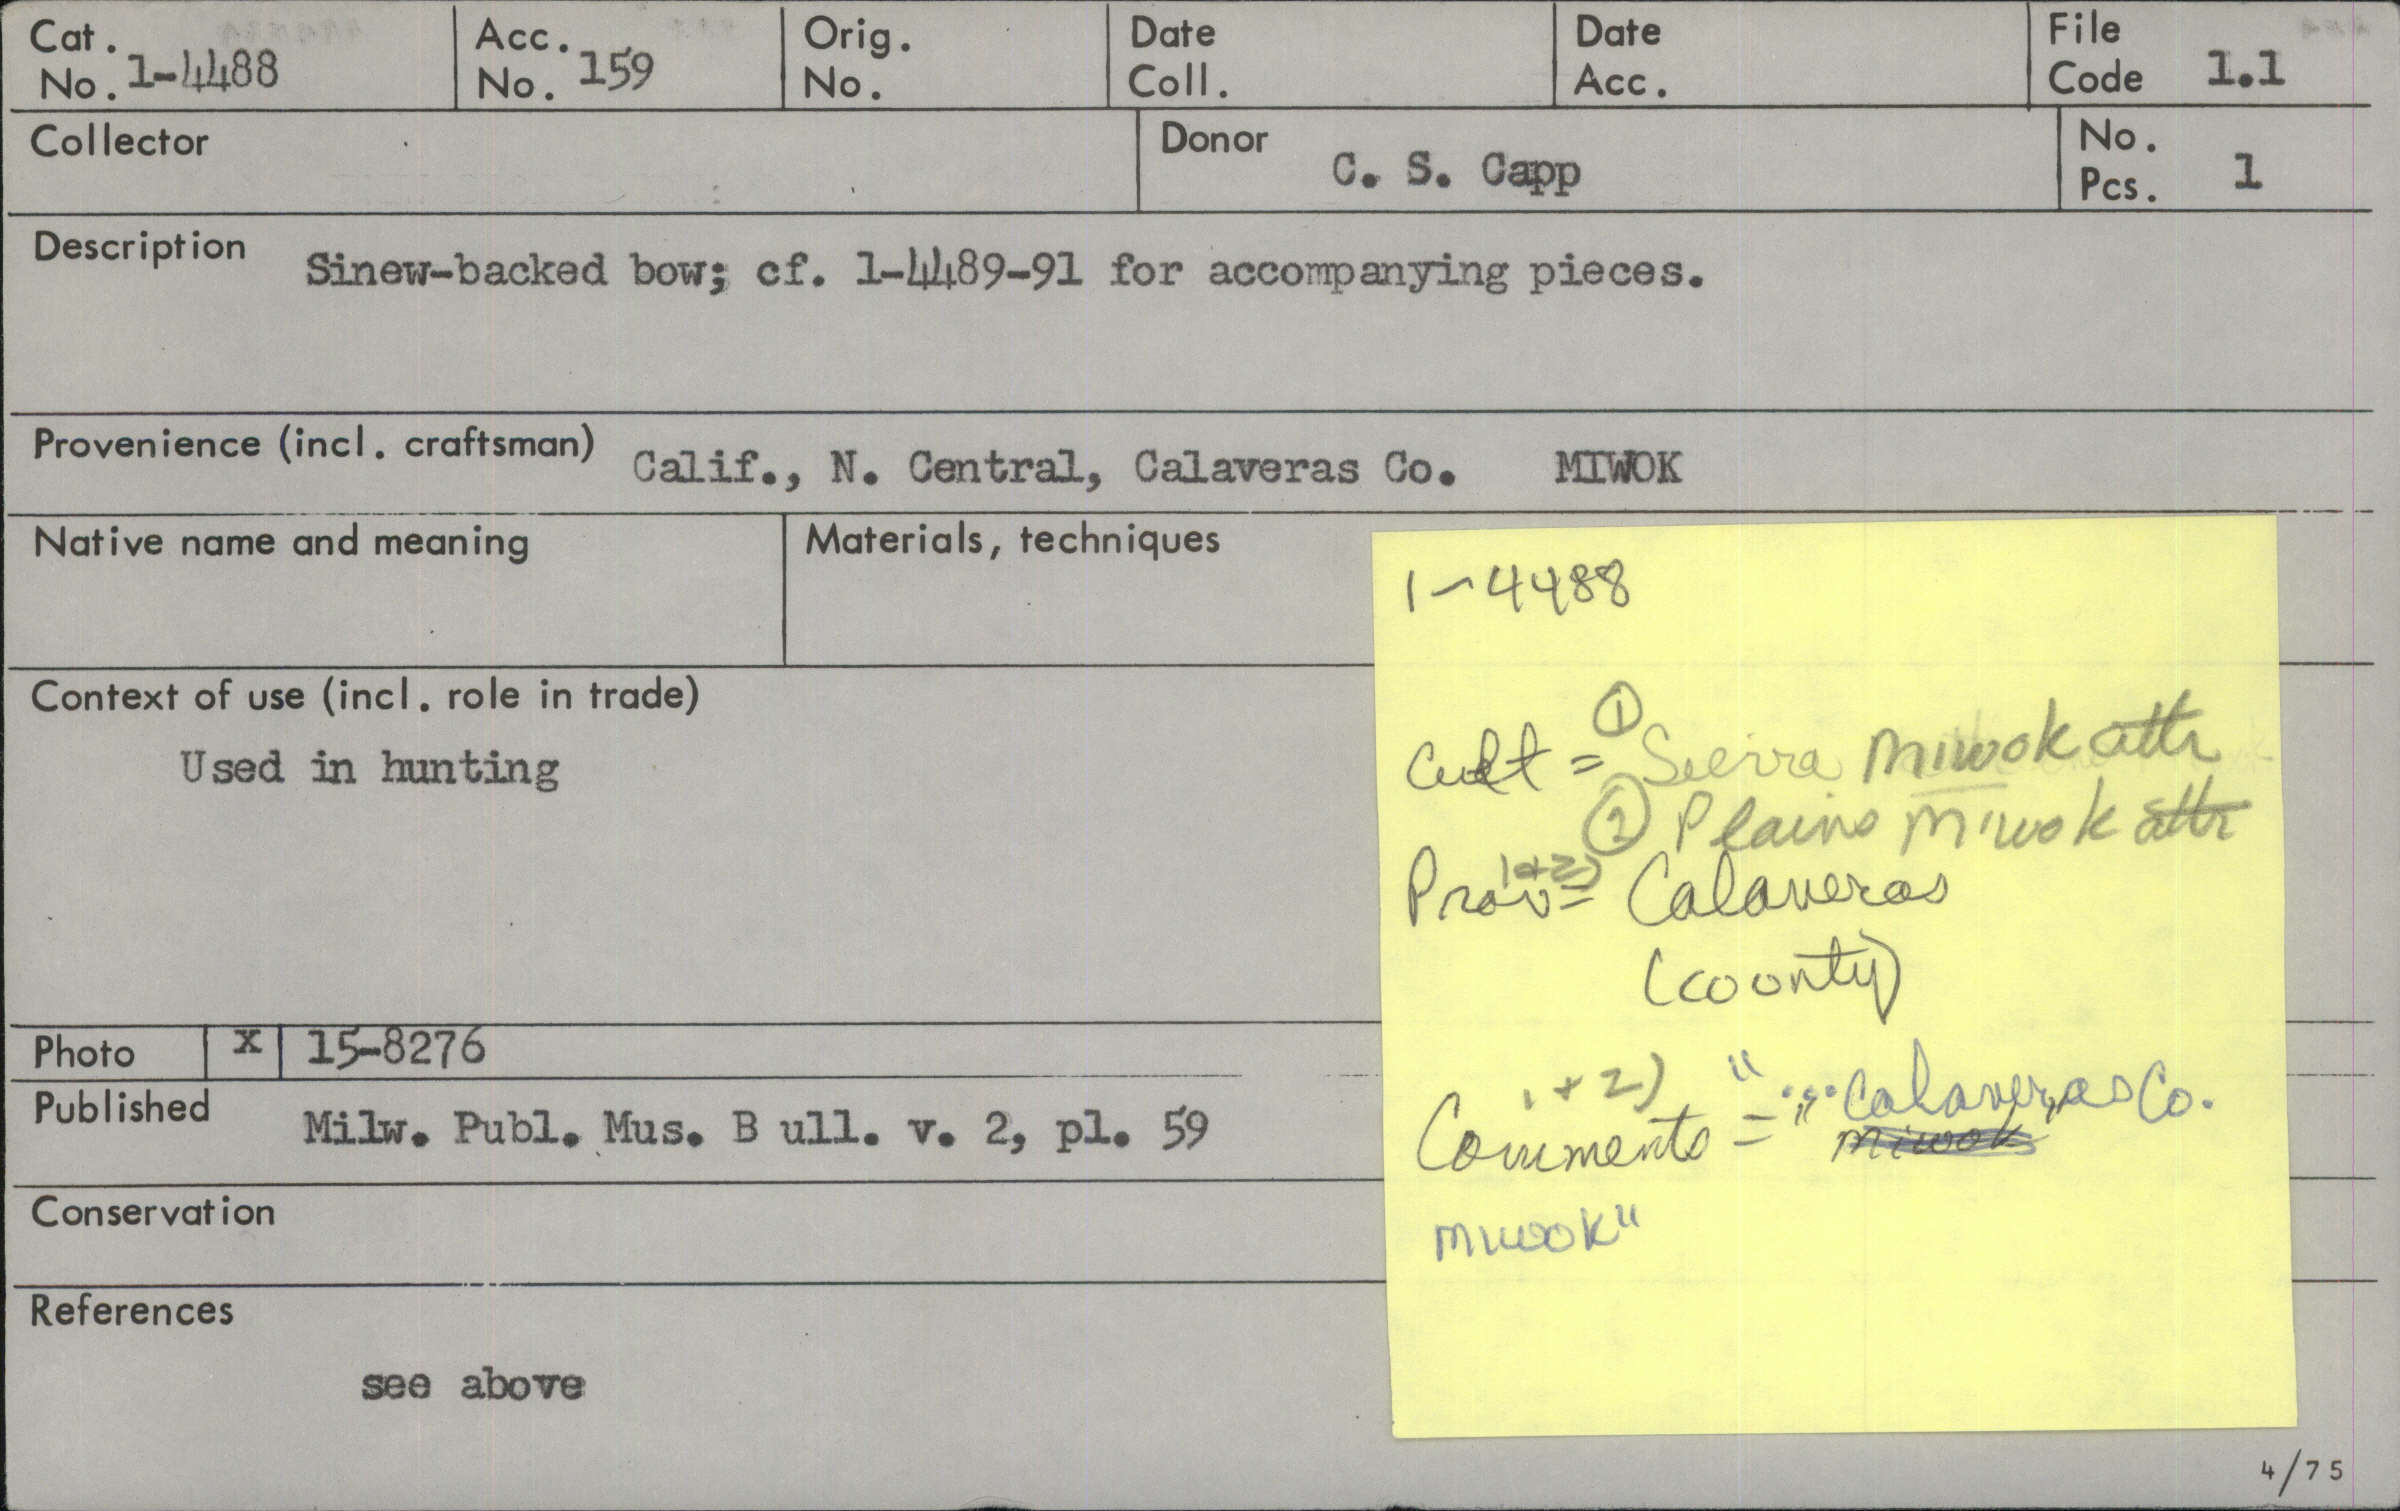 Cat. No. 1-4488 Acc. No. 159 Orig. No. Date Coll. Date Acc. File Code 1.1
Collector Donor C. S. Capp No. Pcs. 1
Description Sinew-backed bow; cf. 1-4489-91 for accompanying pieces.
Provenience (incl. craftsman) Calif., N. Central, Calaveras Co. MIWOK
Native name and meaning Materials, techniques
Context of use (incl. role in trade)
Used in hunting
Photo x 15-8276
Published Milw. Publ. Mus. B ull. v. 2, pl. 59
Conservation
References
see above
1-4488
Cult = ① Sierra Miwok attr
② Plains Miwok attr
Prov 1+2) = Calaveras
(county)
Comments 1+2) = "... Calaveras Co.
Miwok
Miwok"
4/75